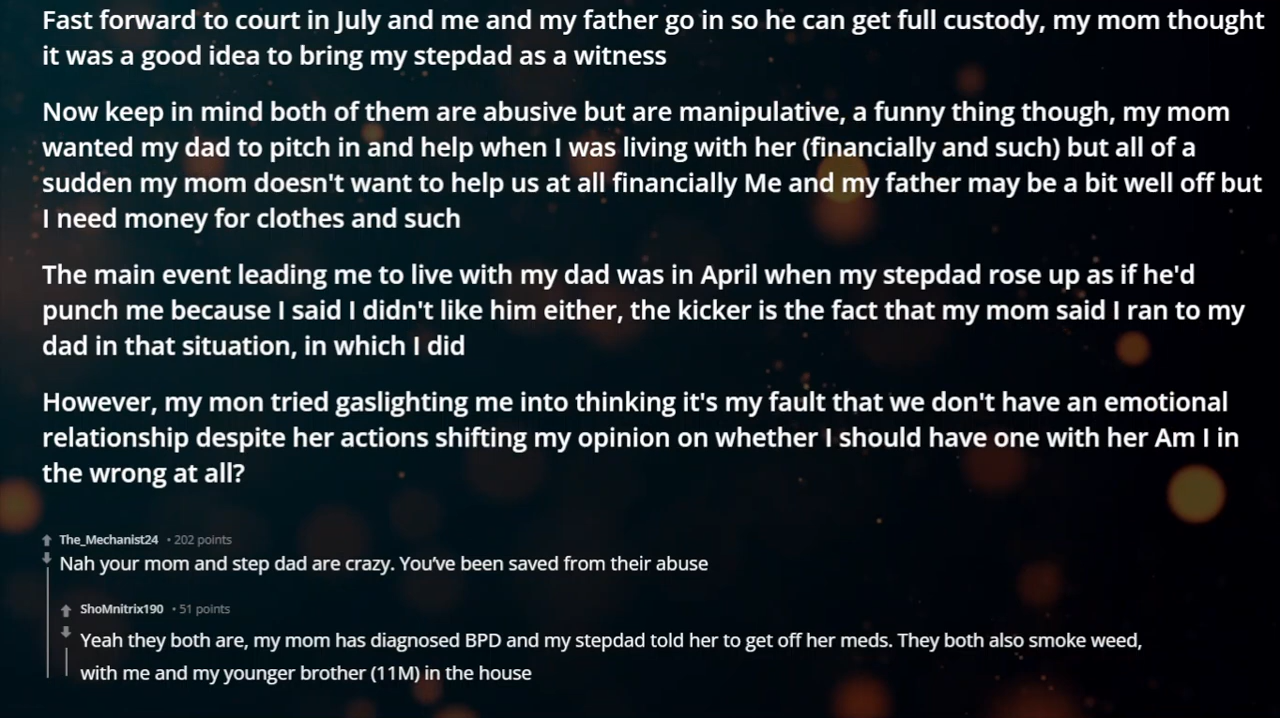 Fast forward to court in July and me and my father go in so he can get full custody, my mom thought
it was a good idea to bring my stepdad as a witness
Now keep in mind both of them are abusive but are manipulative, a funny thing though, my mom
wanted my dad to pitch in and help when I was living with her (financially and such) but all of a
sudden my mom doesn't want to help us at all financially Me and my father may be a bit well off but
I need money for clothes and such
The main event leading me to live with my dad was in April when my stepdad rose up as if he'd
punch me because I said I didn't like him either, the kicker is the fact that my mom said I ran to my
dad in that situation, in which I did
However, my mon tried gaslighting me into thinking it's my fault that we don't have an emotional
relationship despite her actions shifting my opinion on whether I should have one with her Am I in
the wrong at all?
The_Mechanist24 • 202 points
Nah your mom and step dad are crazy. You've been saved from their abuse
ShoMnitrix190 • 51 points
Yeah they both are, my mom has diagnosed BPD and my stepdad told her to get off her meds. They both also smoke weed,
with me and my younger brother (11M) in the house